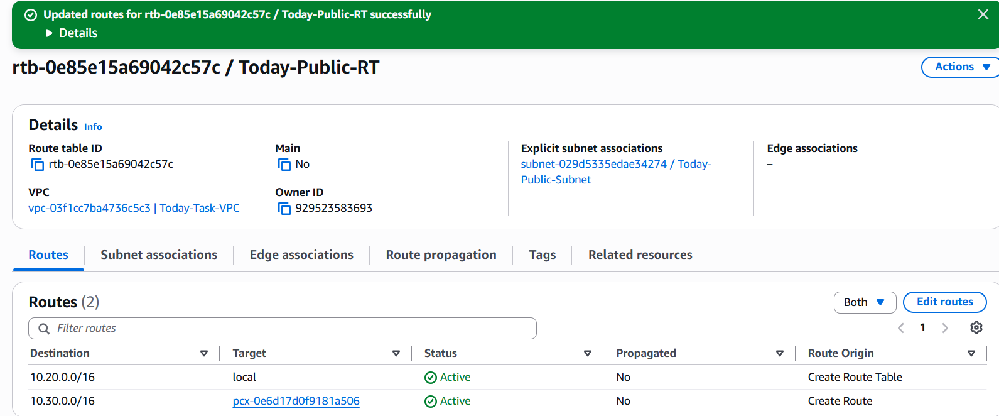 Updated routes for rtb-0e85e15a69042c57c / Today-Public-RT successfully
Details
rtb-0e85e15a69042c57c / Today-Public-RT
Actions
Details Info
Route table ID
rtb-0e85e15a69042c57c
Main
No
Explicit subnet associations
subnet-029d5335edae34274 / Today-
Public-Subnet
Edge associations
–
VPC
vpc-03f1cc7ba4736c5c3 | Today-Task-VPC
Owner ID
929523583693
Routes Subnet associations Edge associations Route propagation Tags Related resources
Routes (2)
Both
Edit routes
Filter routes
1
Destination Target Status Propagated Route Origin
10.20.0.0/16 local Active No Create Route Table
10.30.0.0/16 pcx-0e6d17d0f9181a506 Active No Create Route